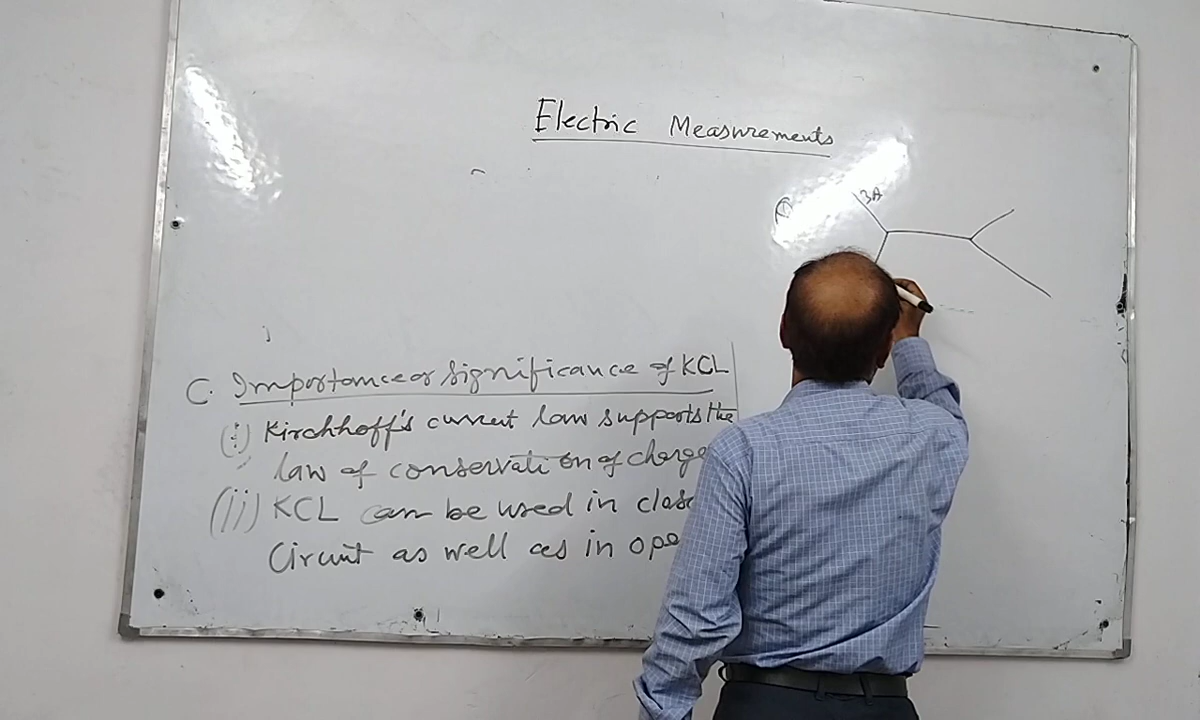 Electric Measurements
3A
C. Importance or significance of KCL
(i) Kirchhoff's current law supports the
law of conservation of charge
(ii) KCL can be used in close
Circuit as well as in ope